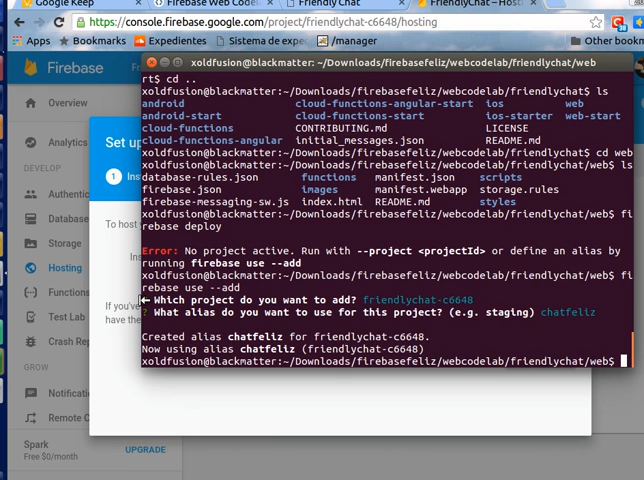 Google Keep
Firebase Web Code
Friendly Chat
FriendlyChat – Hosti
https://console.firebase.google.com/project/friendlychat-c6648/hosting
Apps
Bookmarks
Expedientes
Sistema de expe
/manager
Other bookm
Firebase
Overview
Analytics
DEVELOP
Authentic
Database
Storage
Hosting
Functions
Test Lab
Crash Rep
GROW
Notificati
Remote C
Spark
Free $0/month
UPGRADE
Set up
1
Ins
To host
Ins
If you've
have the
xoldfusion@blackmatter: ~/Downloads/firebasefeliz/webcodelab/friendlychat/web
rt$ cd ..
xoldfusion@blackmatter:~/Downloads/firebasefeliz/webcodelab/friendlychat$ ls
android cloud-functions-angular-start ios web
android-start cloud-functions-start ios-starter web-start
cloud-functions CONTRIBUTING.md LICENSE
cloud-functions-angular initial_messages.json README.md
xoldfusion@blackmatter:~/Downloads/firebasefeliz/webcodelab/friendlychat$ cd web
xoldfusion@blackmatter:~/Downloads/firebasefeliz/webcodelab/friendlychat/web$ ls
database-rules.json functions manifest.json scripts
firebase.json images manifest.webapp storage.rules
firebase-messaging-sw.js index.html README.md styles
xoldfusion@blackmatter:~/Downloads/firebasefeliz/webcodelab/friendlychat/web$ fi
rebase deploy
Error: No project active. Run with --project <projectId> or define an alias by
running firebase use --add
xoldfusion@blackmatter:~/Downloads/firebasefeliz/webcodelab/friendlychat/web$ fi
rebase use --add
Which project do you want to add? friendlychat-c6648
? What alias do you want to use for this project? (e.g. staging) chatfeliz
Created alias chatfeliz for friendlychat-c6648.
Now using alias chatfeliz (friendlychat-c6648)
xoldfusion@blackmatter:~/Downloads/firebasefeliz/webcodelab/friendlychat/web$